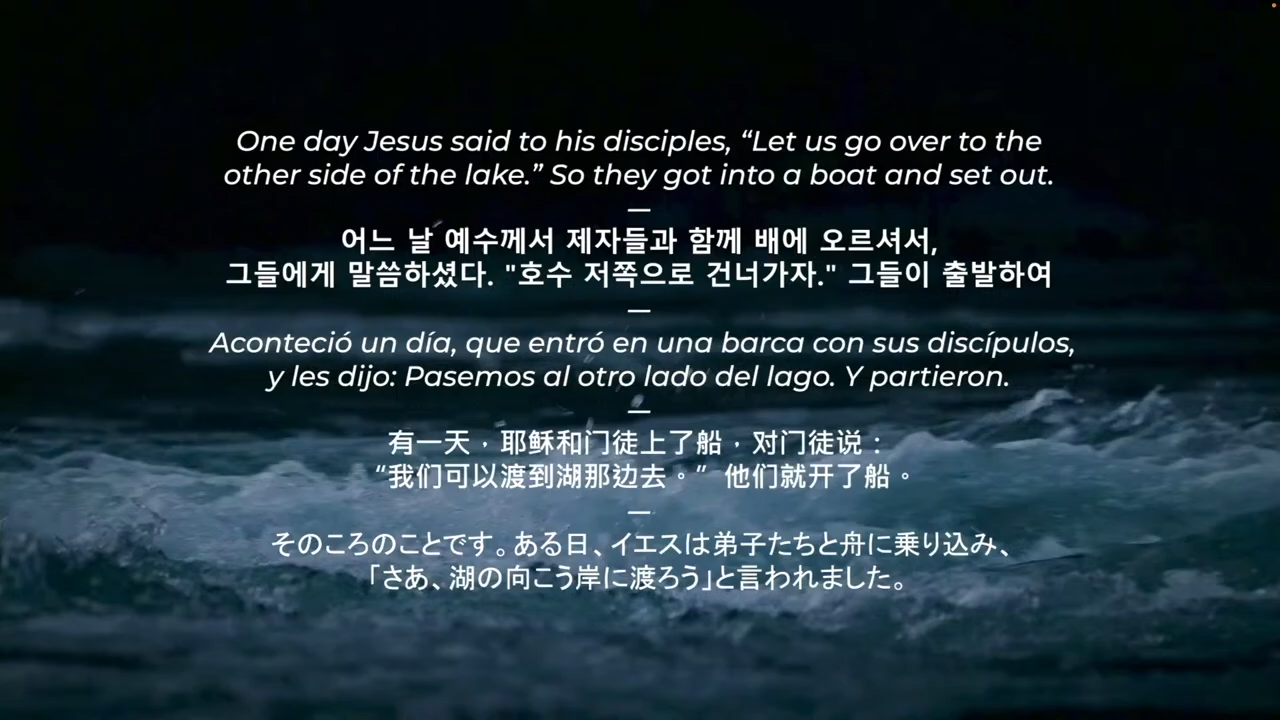 One day Jesus said to his disciples, “Let us go over to the
other side of the lake.” So they got into a boat and set out.
—
어느 날 예수께서 제자들과 함께 배에 오르셔서,
그들에게 말씀하셨다. "호수 저쪽으로 건너가자." 그들이 출발하여
—
Aconteció un día, que entró en una barca con sus discípulos,
y les dijo: Pasemos al otro lado del lago. Y partieron.
—
有一天，耶稣和门徒上了船，对门徒说：
“我们可以渡到湖那边去。” 他们就开了船。
—
そのころのことです。ある日、イエスは弟子たちと舟に乗り込み、
「さあ、湖の向こう岸に渡ろう」と言われました。